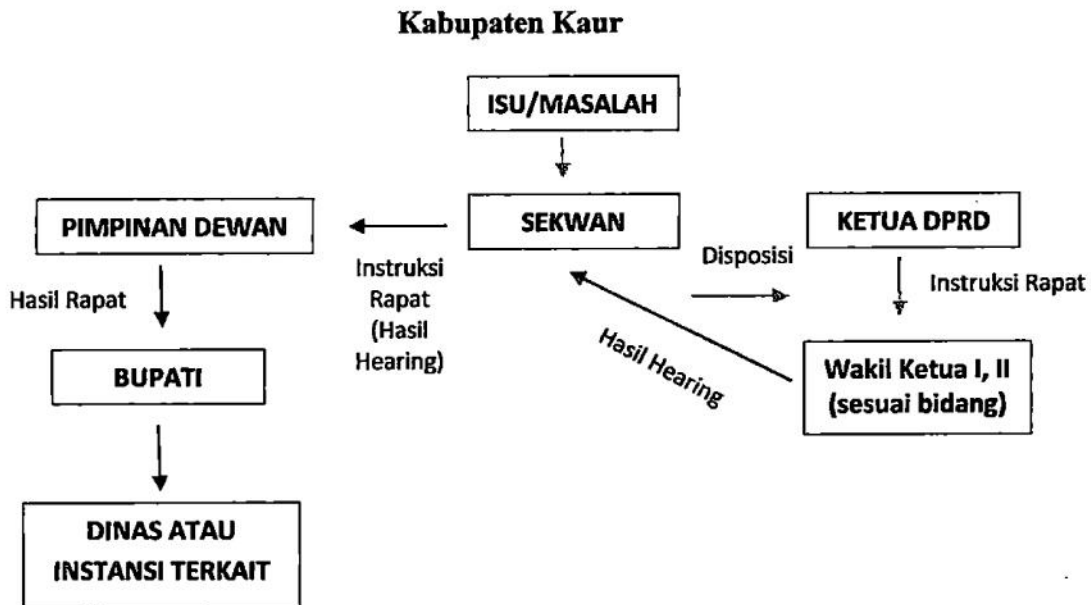 Kabupaten Kaur
ISU/MASALAH
SEKWAN
PIMPINAN DEWAN
KETUA DPRD
Disposisi
Instruksi Rapat
Instruksi
Rapat
(Hasil
Hearing)
Hasil Rapat
Hasil Hearing
BUPATI
Wakil Ketua I, II
(sesuai bidang)
DINAS ATAU
INSTANSI TERKAIT